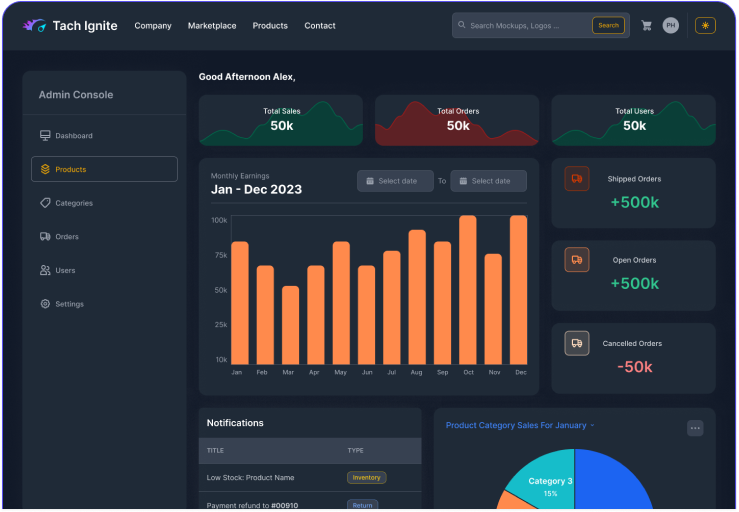 Tach Ignite
Company
Marketplace
Products
Contact
Search Mockups, Logos ...
Search
PH
Admin Console
Dashboard
Products
Categories
Orders
Users
Settings
Good Afternoon Alex,
Total Sales
50k
Total Orders
50k
Total Users
50k
Monthly Earnings
Jan - Dec 2023
Select date
To
Select date
100k
75k
50k
25k
10k
Jan Feb Mar Apr May Jun Jul Aug Sep Oct Nov Dec
Shipped Orders
+500k
Open Orders
+500k
Cancelled Orders
-50k
Notifications
TITLE TYPE
Low Stock: Product Name Inventory
Payment refund to #00910 Return
Product Category Sales For January
Category 3
15%